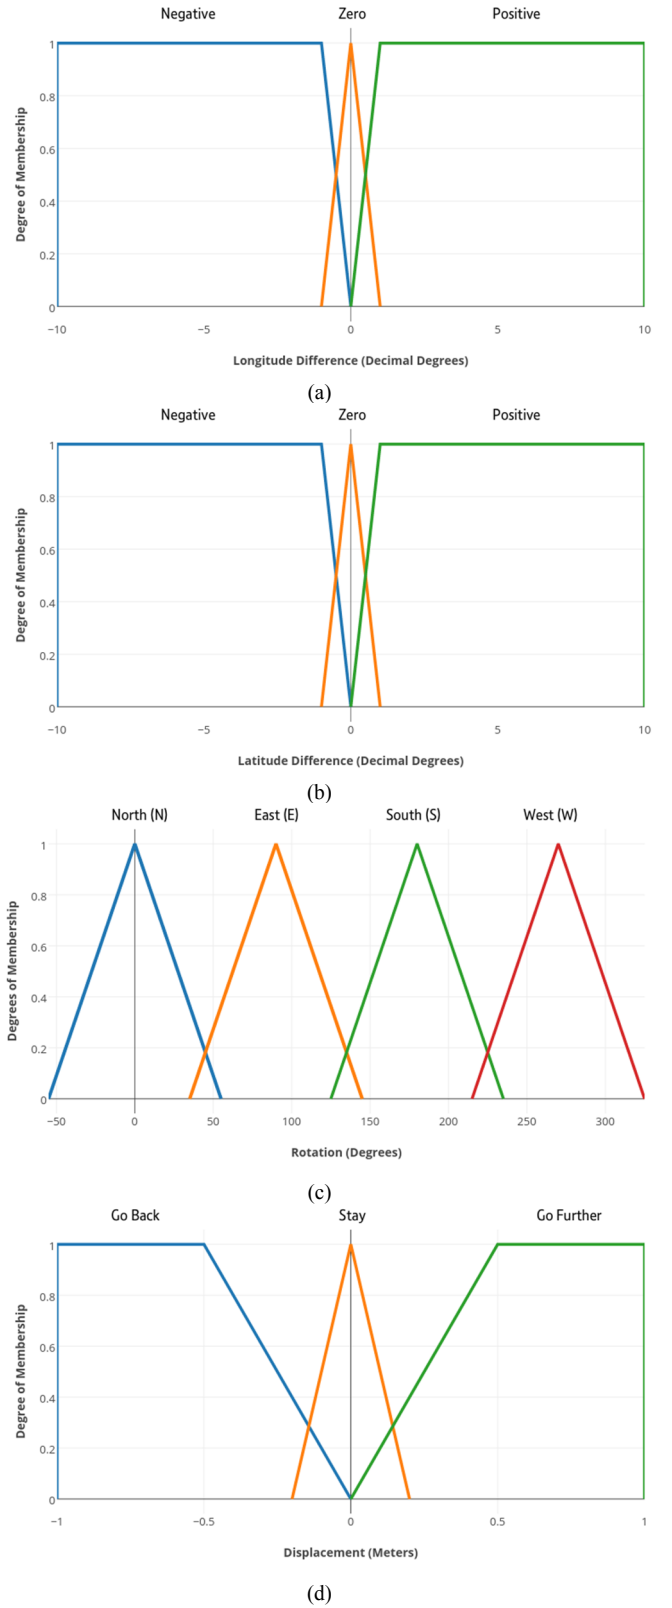 Negative Zero Positive
1
0.8
0.6
0.4
0.2
0
Degree of Membership
−10 −5 0 5 10
Longitude Difference (Decimal Degrees)
(a)
Negative Zero Positive
1
0.8
0.6
0.4
0.2
0
Degree of Membership
−10 −5 0 5 10
Latitude Difference (Decimal Degrees)
(b)
North (N) East (E) South (S) West (W)
1
0.8
0.6
0.4
0.2
0
Degrees of Membership
−50 0 50 100 150 200 250 300
Rotation (Degrees)
(c)
Go Back Stay Go Further
1
0.8
0.6
0.4
0.2
0
Degree of Membership
−1 −0.5 0 0.5 1
Displacement (Meters)
(d)